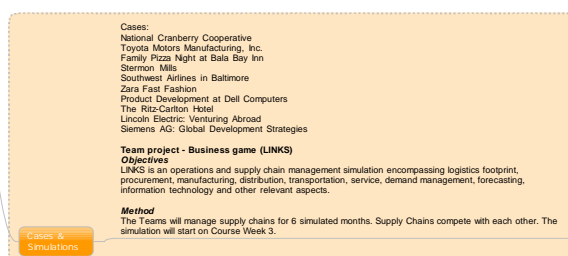 Cases:
National Cranberry Cooperative
Toyota Motors Manufacturing, Inc.
Family Pizza Night at Bala Bay Inn
Stermon Mills
Southwest Airlines in Baltimore
Zara Fast Fashion
Product Development at Dell Computers
The Ritz-Carlton Hotel
Lincoln Electric: Venturing Abroad
Siemens AG: Global Development Strategies
Team project - Business game (LINKS)
Objectives
LINKS is an operations and supply chain management simulation encompassing logistics footprint,
procurement, manufacturing, distribution, transportation, service, demand management, forecasting,
information technology and other relevant aspects.
Method
The Teams will manage supply chains for 6 simulated months. Supply Chains compete with each other. The
simulation will start on Course Week 3.
Cases &
Simulations